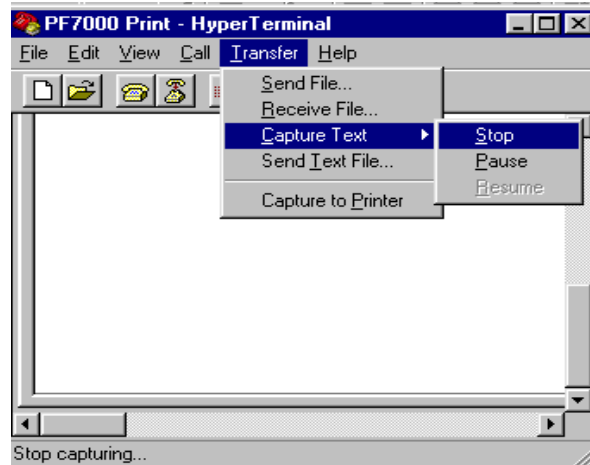 PF7000 Print - HyperTerminal
File Edit View Call Transfer Help
Send File...
Receive File...
Capture Text
Send Text File...
Capture to Printer
Stop
Pause
Resume
Stop capturing...